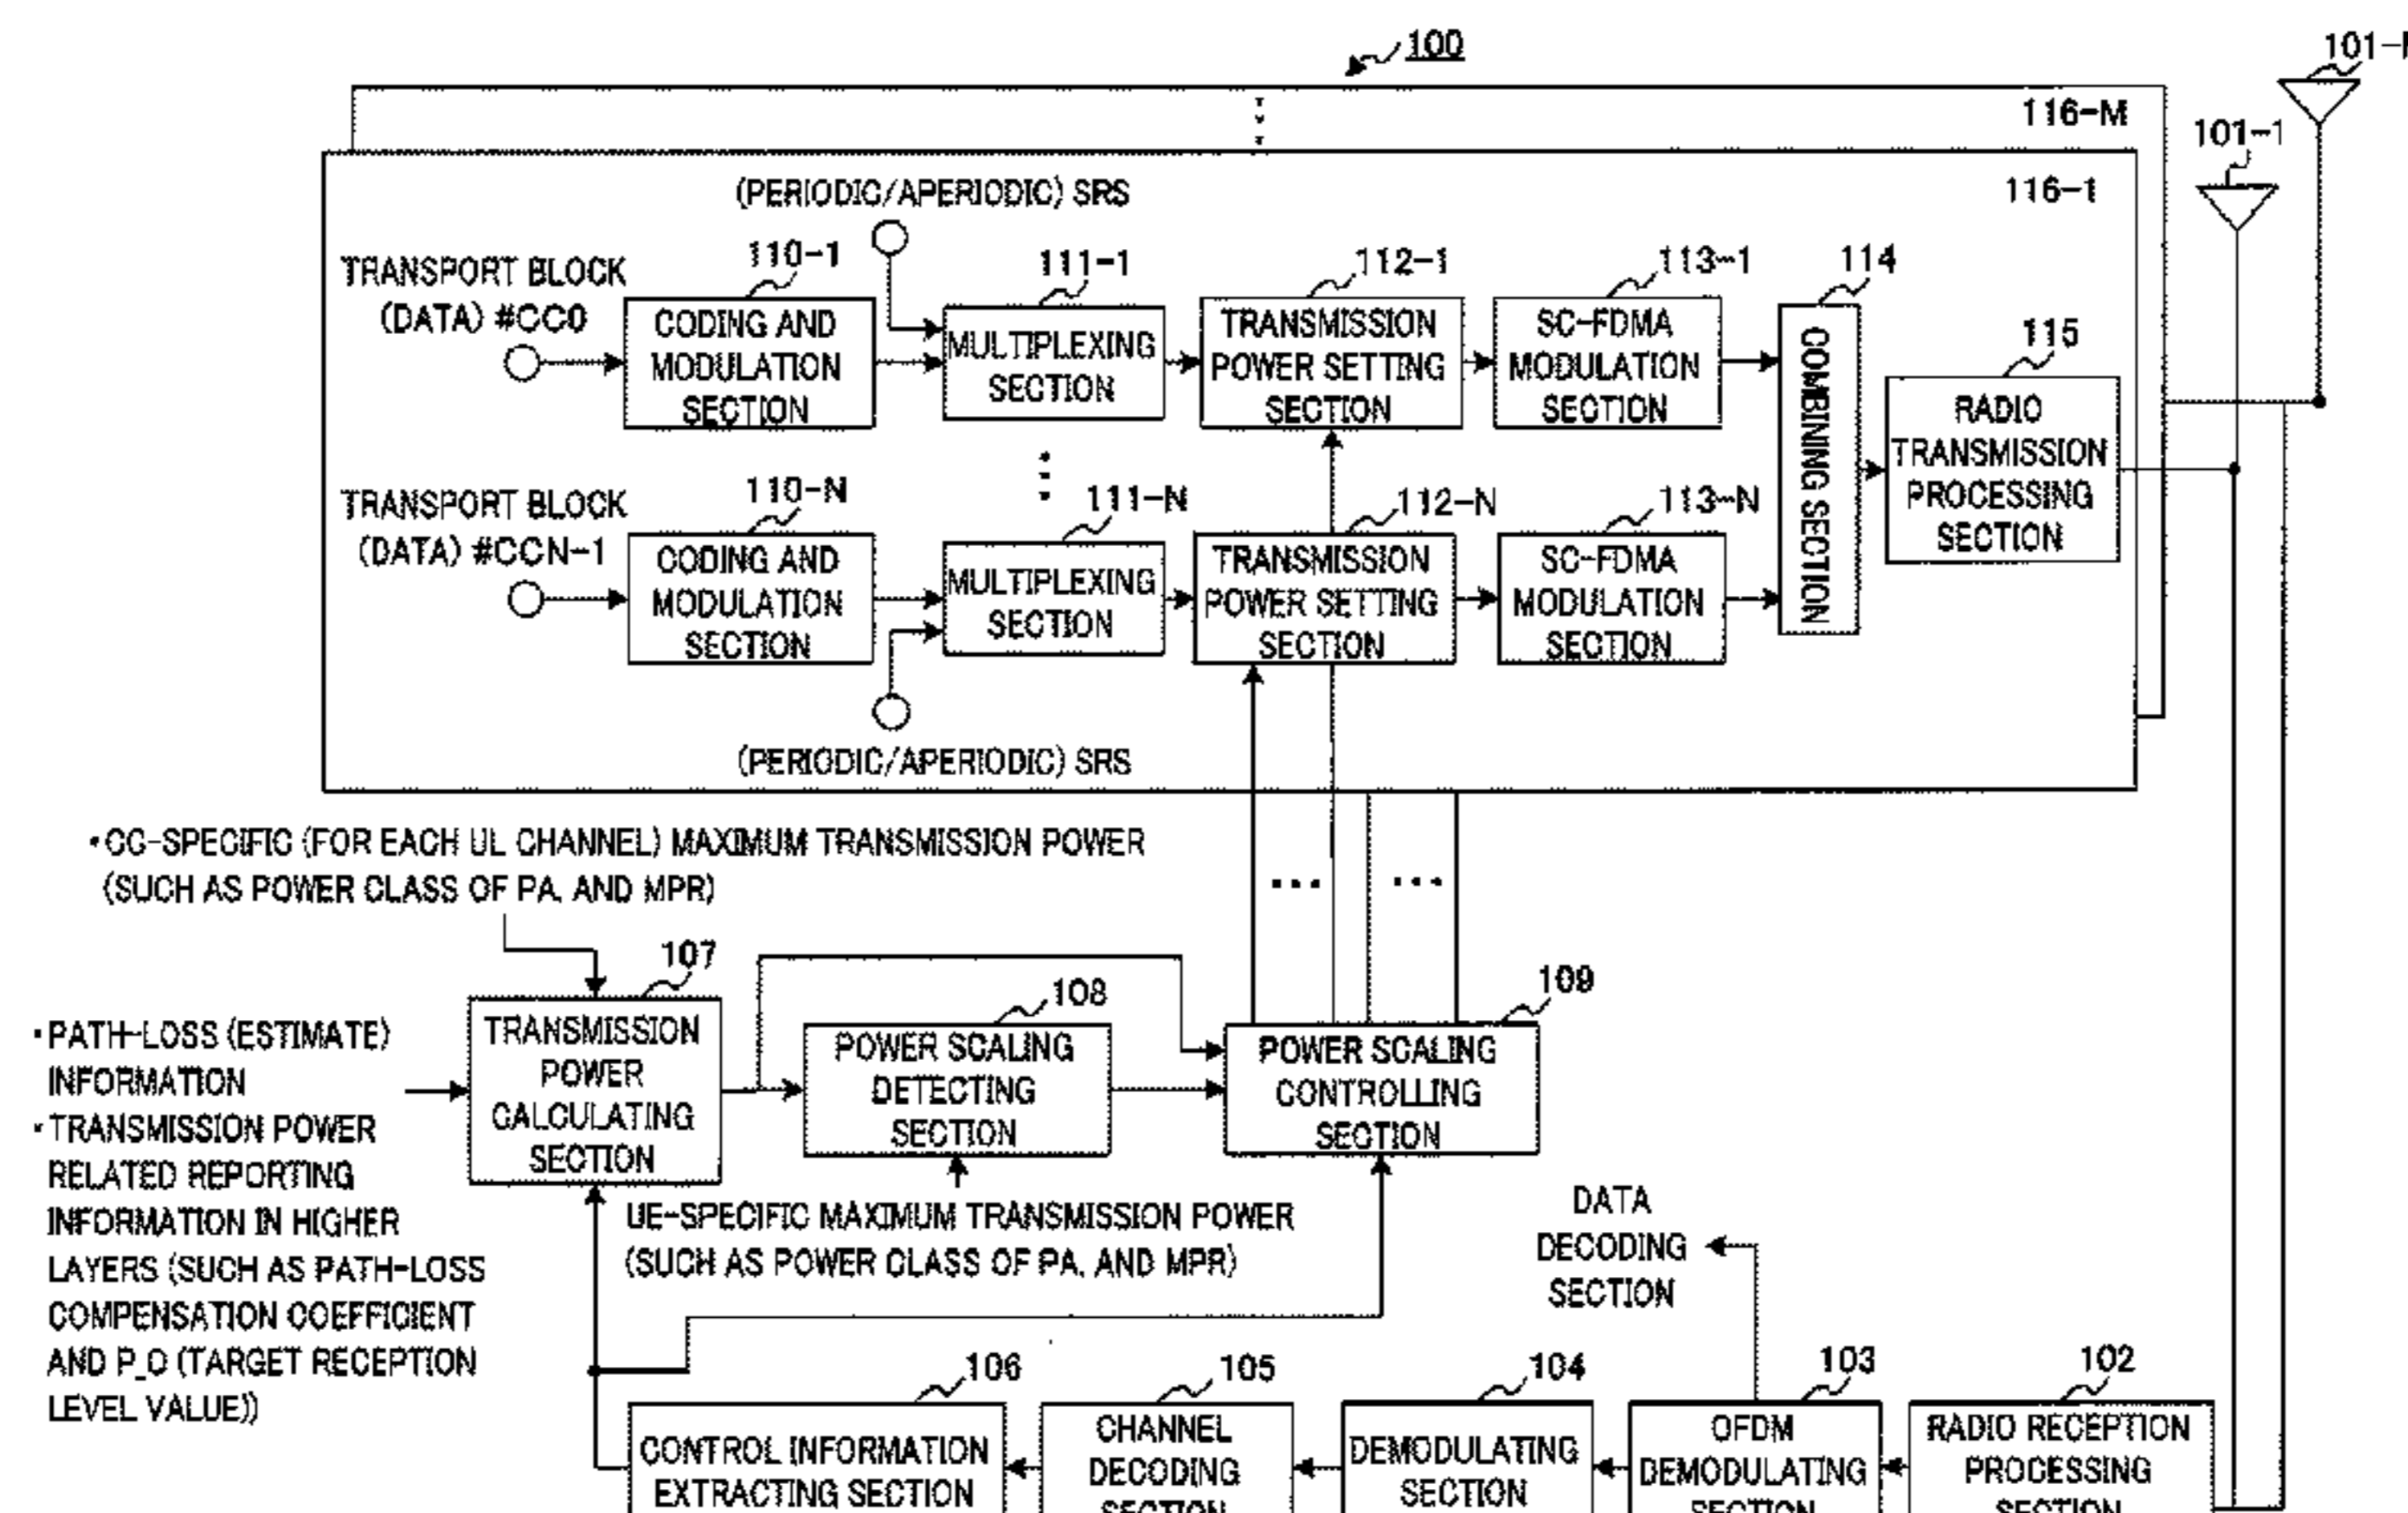 100
101-M
116-M
101-1
116-1
(PERIODIC/APERIODIC) SRS
TRANSPORT BLOCK
(DATA) #CC0
110-1
111-1
112-1
113-1
114
115
CODING AND
MODULATION
SECTION
MULTIPLEXING
SECTION
TRANSMISSION
POWER SETTING
SECTION
SC-FDMA
MODULATION
SECTION
COMBINING SECTION
RADIO
TRANSMISSION
PROCESSING
SECTION
TRANSPORT BLOCK
(DATA) #CCN-1
110-N
111-N
112-N
113-N
CODING AND
MODULATION
SECTION
MULTIPLEXING
SECTION
TRANSMISSION
POWER SETTING
SECTION
SC-FDMA
MODULATION
SECTION
(PERIODIC/APERIODIC) SRS
・CC-SPECIFIC (FOR EACH UL CHANNEL) MAXIMUM TRANSMISSION POWER
(SUCH AS POWER CLASS OF PA, AND MPR)
107
108
109
・PATH-LOSS (ESTIMATE)
INFORMATION
・TRANSMISSION POWER
RELATED REPORTING
INFORMATION IN HIGHER
LAYERS (SUCH AS PATH-LOSS
COMPENSATION COEFFICIENT
AND P_O (TARGET RECEPTION
LEVEL VALUE))
TRANSMISSION
POWER
CALCULATING
SECTION
POWER SCALING
DETECTING
SECTION
POWER SCALING
CONTROLLING
SECTION
UE-SPECIFIC MAXIMUM TRANSMISSION POWER
(SUCH AS POWER CLASS OF PA, AND MPR)
DATA
DECODING
SECTION
106
105
104
103
102
CONTROL INFORMATION
EXTRACTING SECTION
CHANNEL
DECODING
SECTION
DEMODULATING
SECTION
OFDM
DEMODULATING
SECTION
RADIO RECEPTION
PROCESSING
SECTION